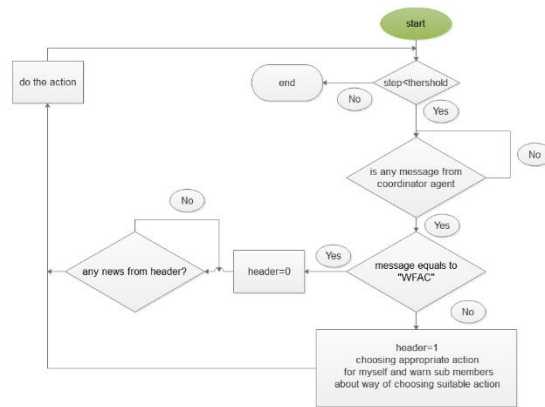 start
do the action
step<thershold
end
No
Yes
No
is any message from
coordinator agent
No
Yes
any news from header?
header=0
Yes
message equals to
"WFAC"
No
header=1
choosing appropriate action
for myself and warn sub members
about way of choosing suitable action